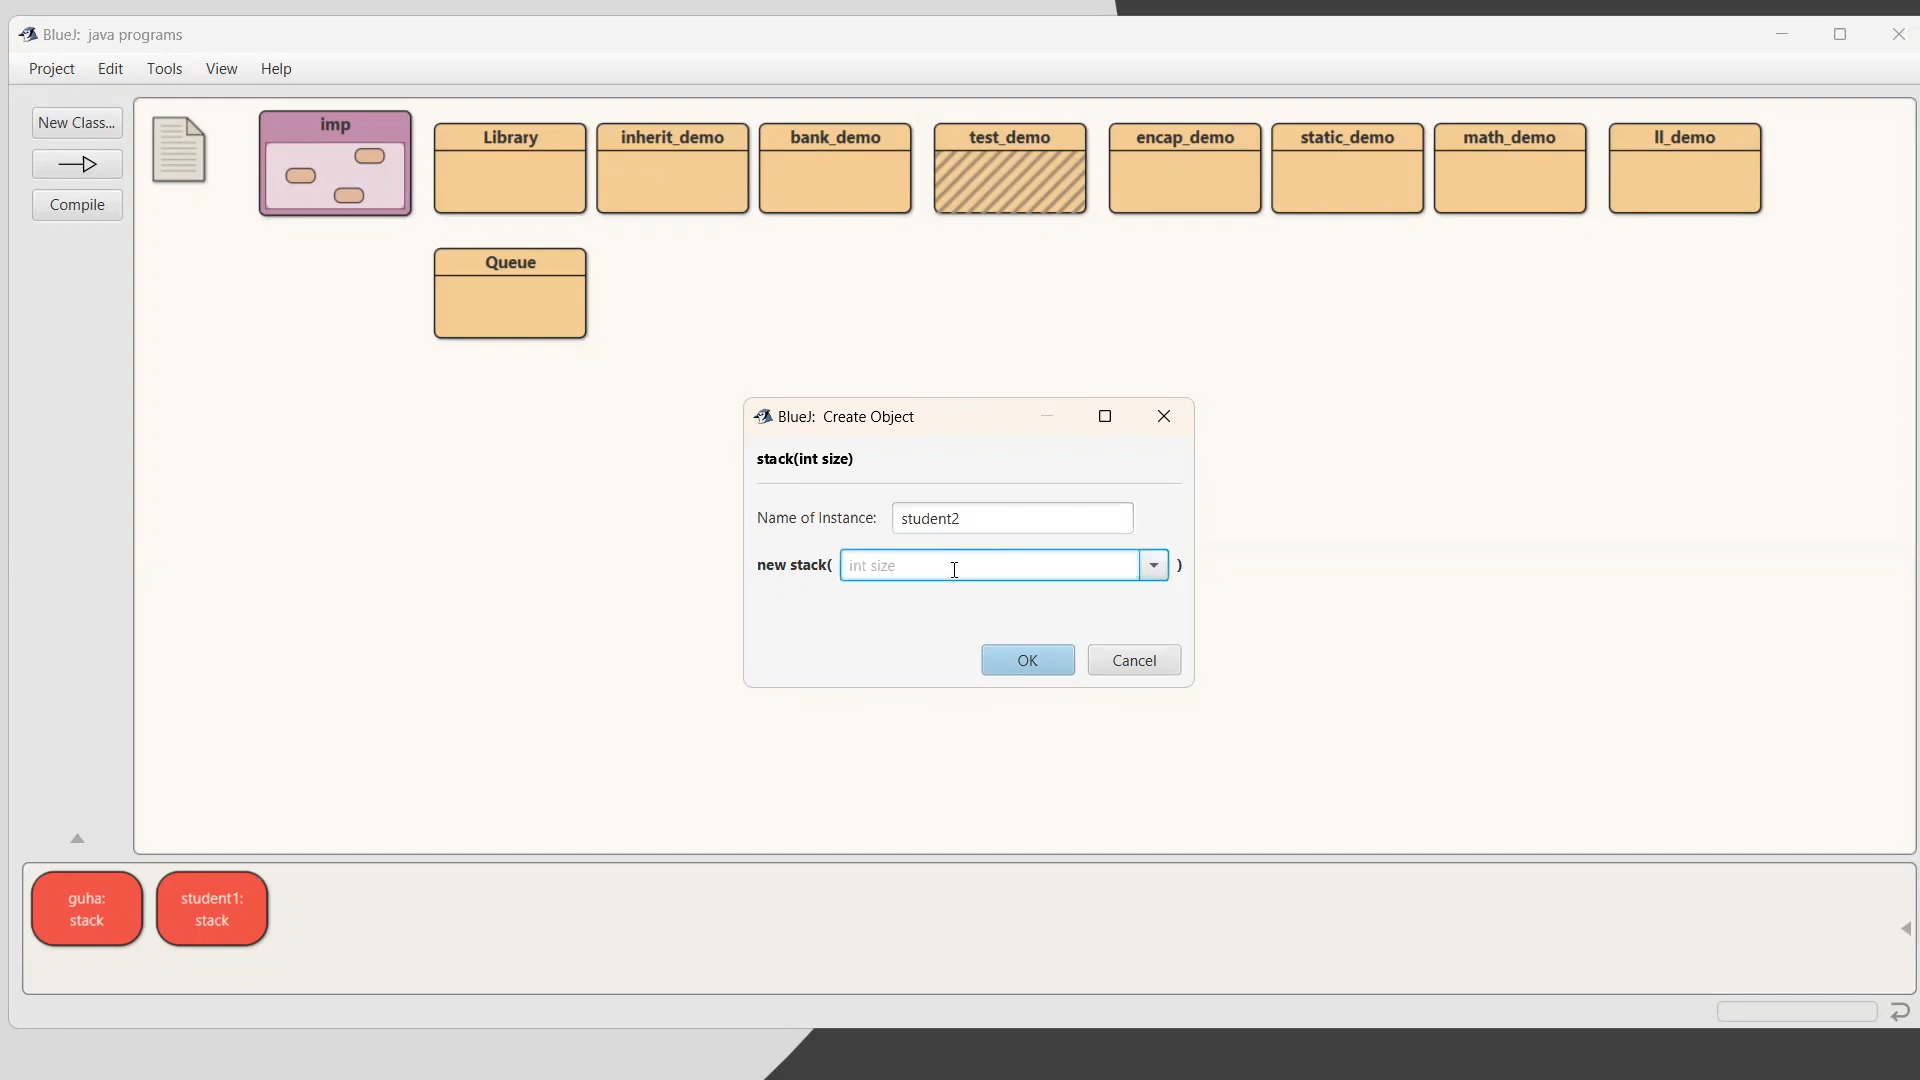 BlueJ: java programs
Project Edit Tools View Help
New Class...
Compile
imp
Library
inherit_demo
bank_demo
test_demo
encap_demo
static_demo
math_demo
ll_demo
Queue
BlueJ: Create Object
stack(int size)
Name of Instance: student2
new stack( int size )
OK
Cancel
guha:
stack
student1:
stack